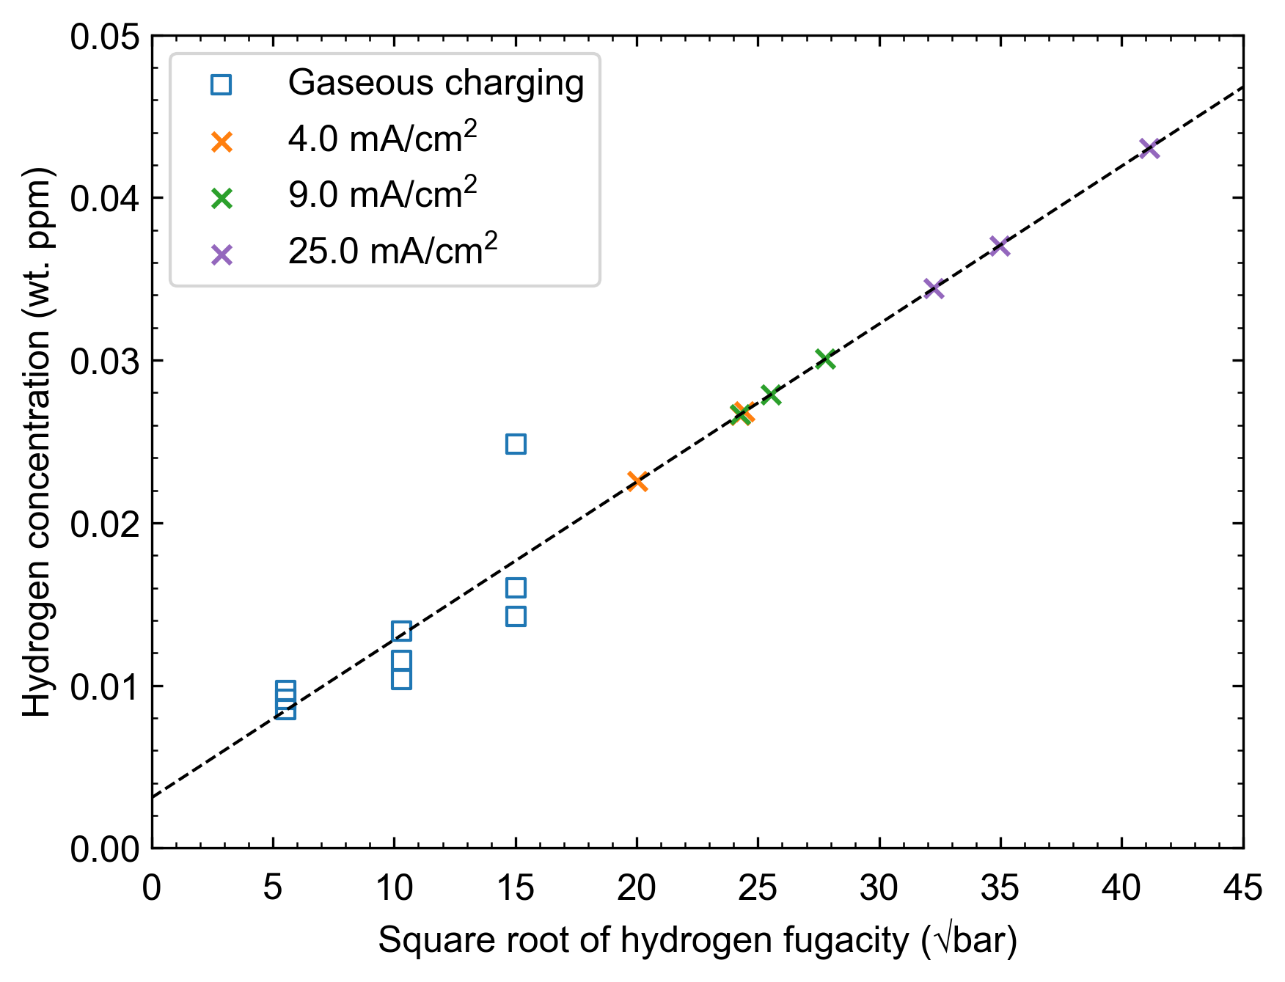 0.05
0.04
0.03
0.02
0.01
0.00
Hydrogen concentration (wt. ppm)
Gaseous charging
4.0 mA/cm²
9.0 mA/cm²
25.0 mA/cm²
0 5 10 15 20 25 30 35 40 45
Square root of hydrogen fugacity (√bar)